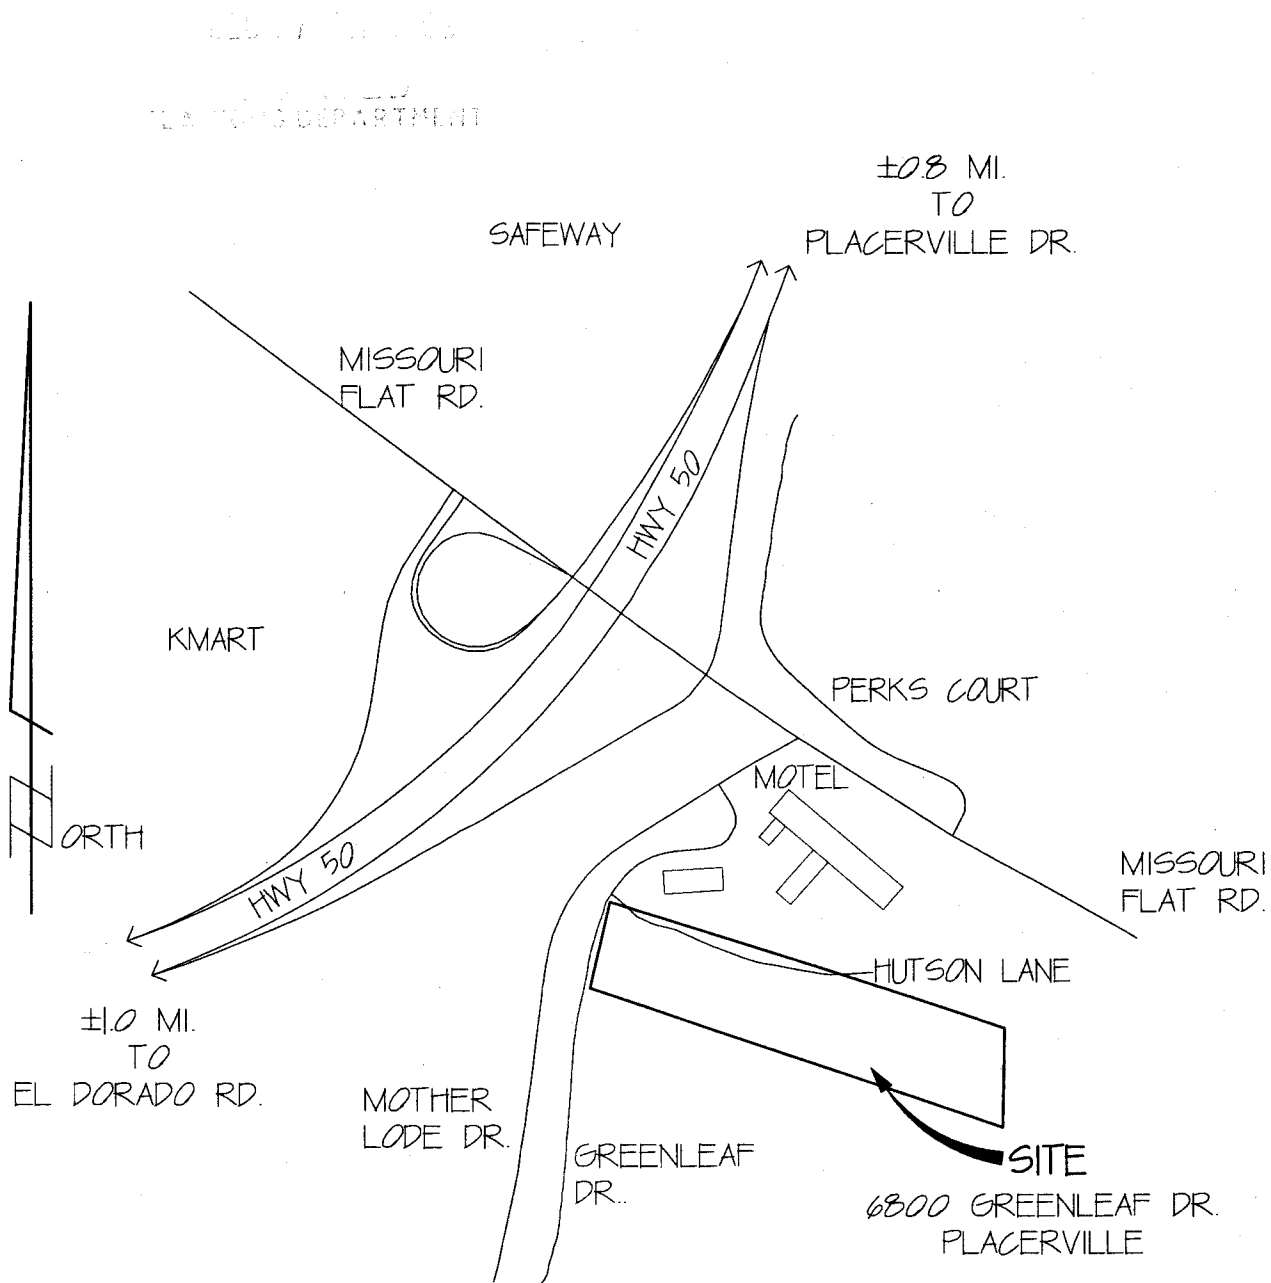 DEPARTMENT
±0.8 MI.
TO
PLACERVILLE DR.
SAFEWAY
MISSOURI
FLAT RD.
HWY 50
KMART
PERKS COURT
MOTEL
NORTH
HWY 50
MISSOURI
FLAT RD.
HUTSON LANE
±1.0 MI.
TO
EL DORADO RD.
MOTHER
LODE DR.
GREENLEAF
DR..
SITE
6800 GREENLEAF DR.
PLACERVILLE